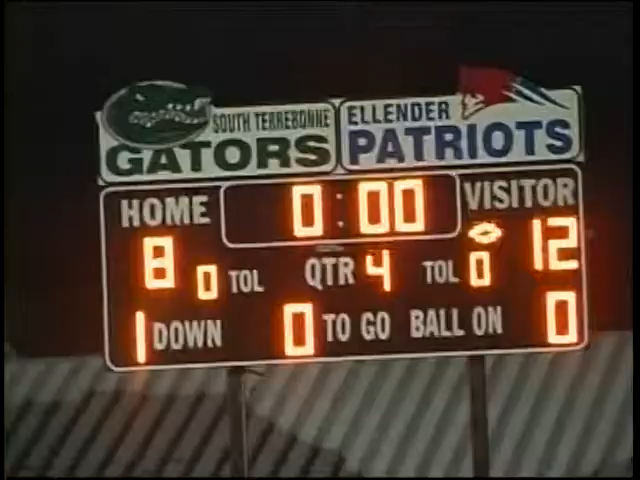 SOUTH TERREBONNE
GATORS
ELLENDER
PATRIOTS
HOME 0:00 VISITOR
8 0 TOL QTR 4 TOL 0 12
1 DOWN 0 TO GO BALL ON 0